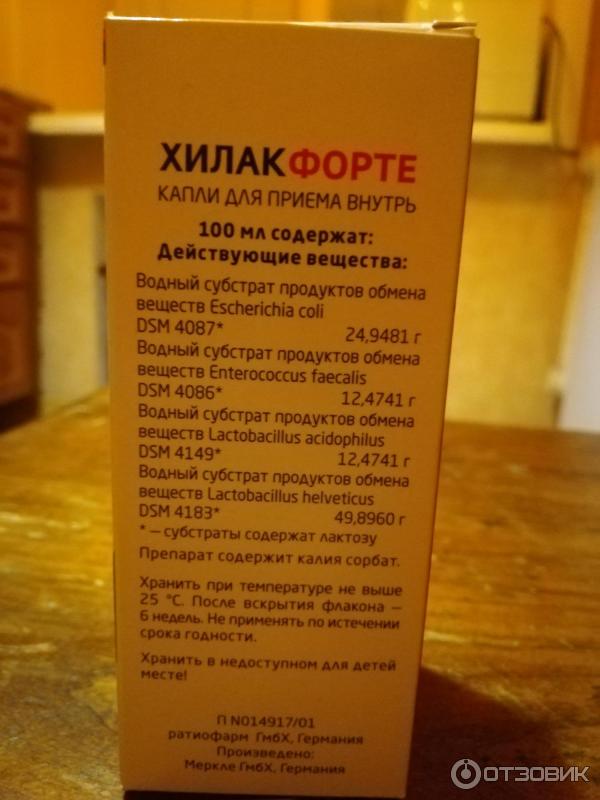 ХИЛАК ФОРТЕ
КАПЛИ ДЛЯ ПРИЕМА ВНУТРЬ
100 мл содержат:
Действующие вещества:
Водный субстрат продуктов обмена
веществ Escherichia coli
DSM 4087* 24,9481 г
Водный субстрат продуктов обмена
веществ Enterococcus faecalis
DSM 4086* 12,4741 г
Водный субстрат продуктов обмена
веществ Lactobacillus acidophilus
DSM 4149* 12,4741 г
Водный субстрат продуктов обмена
веществ Lactobacillus helveticus
DSM 4183* 49,8960 г
* — субстраты содержат лактозу
Препарат содержит калия сорбат.
Хранить при температуре не выше
25 °C. После вскрытия флакона —
6 недель. Не применять по истечении
срока годности.
Хранить в недоступном для детей
месте!
П N014917/01
ратиофарм ГмбХ, Германия
Произведено:
Меркле ГмбХ, Германия
ОТЗОВИК